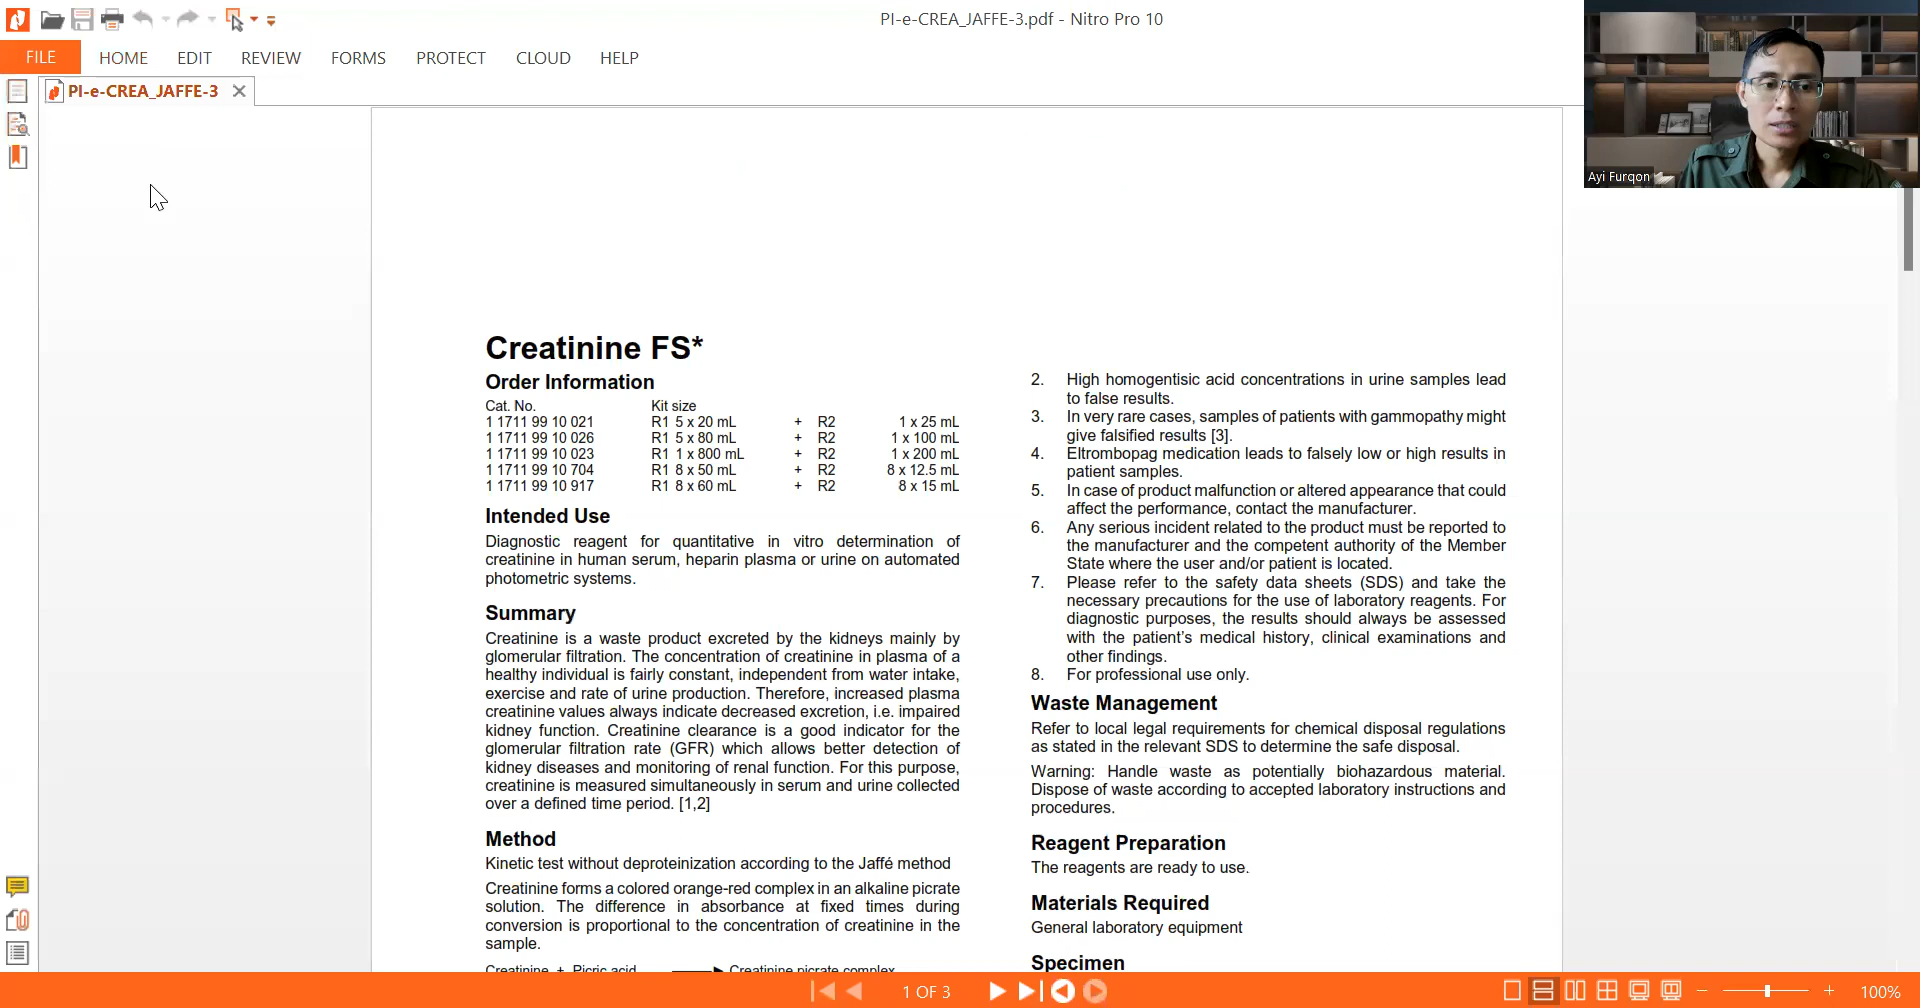 PI-e-CREA_JAFFE-3.pdf - Nitro Pro 10
FILE HOME EDIT REVIEW FORMS PROTECT CLOUD HELP
PI-e-CREA_JAFFE-3
Ayi Furqon
Creatinine FS*
Order Information
Cat. No. Kit size
1 1711 99 10 021 R1 5 x 20 mL + R2 1 x 25 mL
1 1711 99 10 026 R1 5 x 80 mL + R2 1 x 100 mL
1 1711 99 10 023 R1 1 x 800 mL + R2 1 x 200 mL
1 1711 99 10 704 R1 8 x 50 mL + R2 8 x 12.5 mL
1 1711 99 10 917 R1 8 x 60 mL + R2 8 x 15 mL
Intended Use
Diagnostic reagent for quantitative in vitro determination of
creatinine in human serum, heparin plasma or urine on automated
photometric systems.
Summary
Creatinine is a waste product excreted by the kidneys mainly by
glomerular filtration. The concentration of creatinine in plasma of a
healthy individual is fairly constant, independent from water intake,
exercise and rate of urine production. Therefore, increased plasma
creatinine values always indicate decreased excretion, i.e. impaired
kidney function. Creatinine clearance is a good indicator for the
glomerular filtration rate (GFR) which allows better detection of
kidney diseases and monitoring of renal function. For this purpose,
creatinine is measured simultaneously in serum and urine collected
over a defined time period. [1,2]
Method
Kinetic test without deproteinization according to the Jaffé method
Creatinine forms a colored orange-red complex in an alkaline picrate
solution. The difference in absorbance at fixed times during
conversion is proportional to the concentration of creatinine in the
sample.
Creatinine + Picric acid Creatinine picrate complex
2. High homogentisic acid concentrations in urine samples lead
to false results.
3. In very rare cases, samples of patients with gammopathy might
give falsified results [3].
4. Eltrombopag medication leads to falsely low or high results in
patient samples.
5. In case of product malfunction or altered appearance that could
affect the performance, contact the manufacturer.
6. Any serious incident related to the product must be reported to
the manufacturer and the competent authority of the Member
State where the user and/or patient is located.
7. Please refer to the safety data sheets (SDS) and take the
necessary precautions for the use of laboratory reagents. For
diagnostic purposes, the results should always be assessed
with the patient's medical history, clinical examinations and
other findings.
8. For professional use only.
Waste Management
Refer to local legal requirements for chemical disposal regulations
as stated in the relevant SDS to determine the safe disposal.
Warning: Handle waste as potentially biohazardous material.
Dispose of waste according to accepted laboratory instructions and
procedures.
Reagent Preparation
The reagents are ready to use.
Materials Required
General laboratory equipment
Specimen
1 OF 3
100%